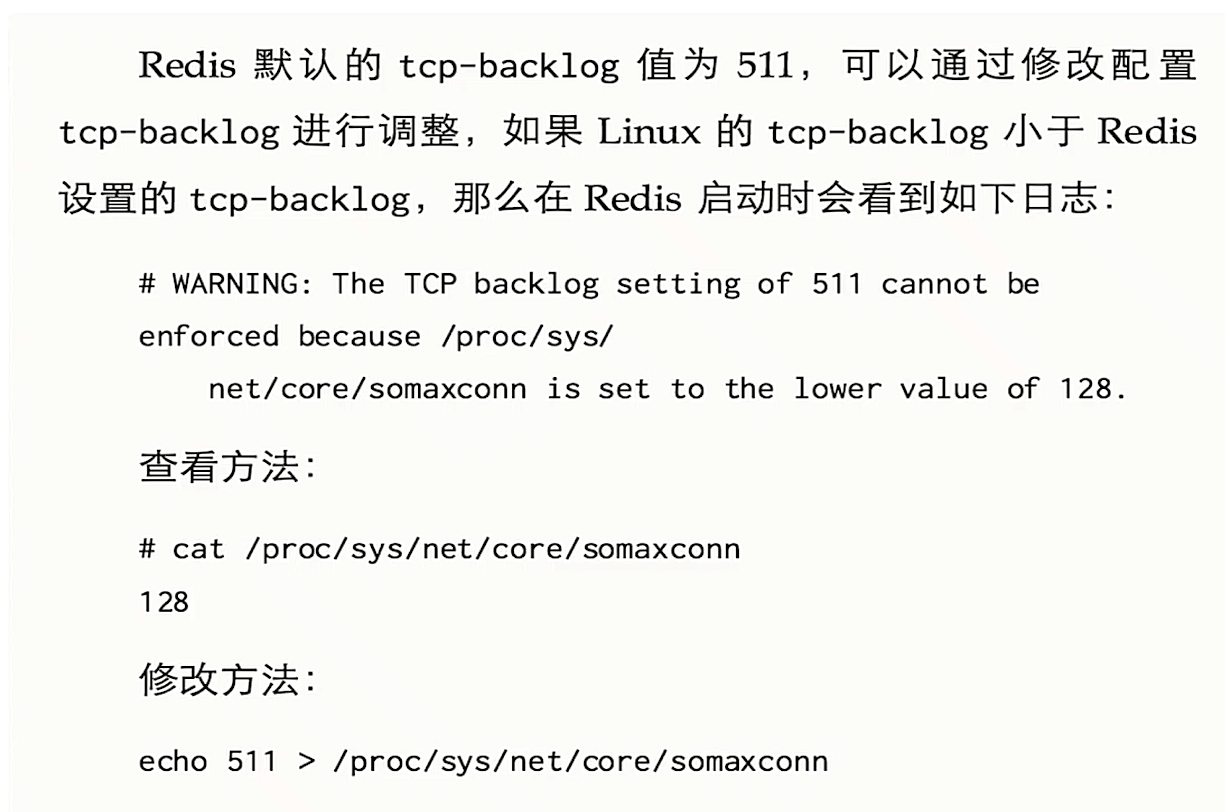 Redis 默认的 tcp-backlog 值为 511，可以通过修改配置
tcp-backlog 进行调整，如果 Linux 的 tcp-backlog 小于 Redis
设置的 tcp-backlog，那么在 Redis 启动时会看到如下日志：
# WARNING: The TCP backlog setting of 511 cannot be
enforced because /proc/sys/
net/core/somaxconn is set to the lower value of 128.
查看方法：
# cat /proc/sys/net/core/somaxconn
128
修改方法：
echo 511 > /proc/sys/net/core/somaxconn